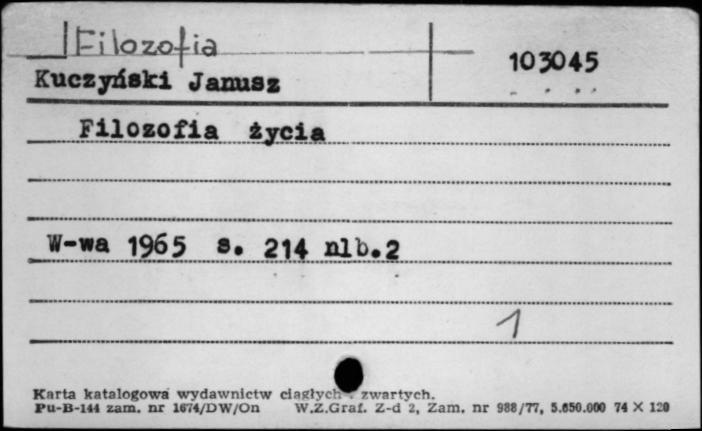 Filozofia
Kuczyński Janusz 103045
Filozofia życia
W-wa 1965 s. 214 nlb.2
1
Karta katalogowa wydawnictw ciągłych - zwartych.
Pu-B-144 zam. nr 1674/DW/On W.Z.Graf. Z-d 2, Zam. nr 988/77, 5.650.000 74 X 120